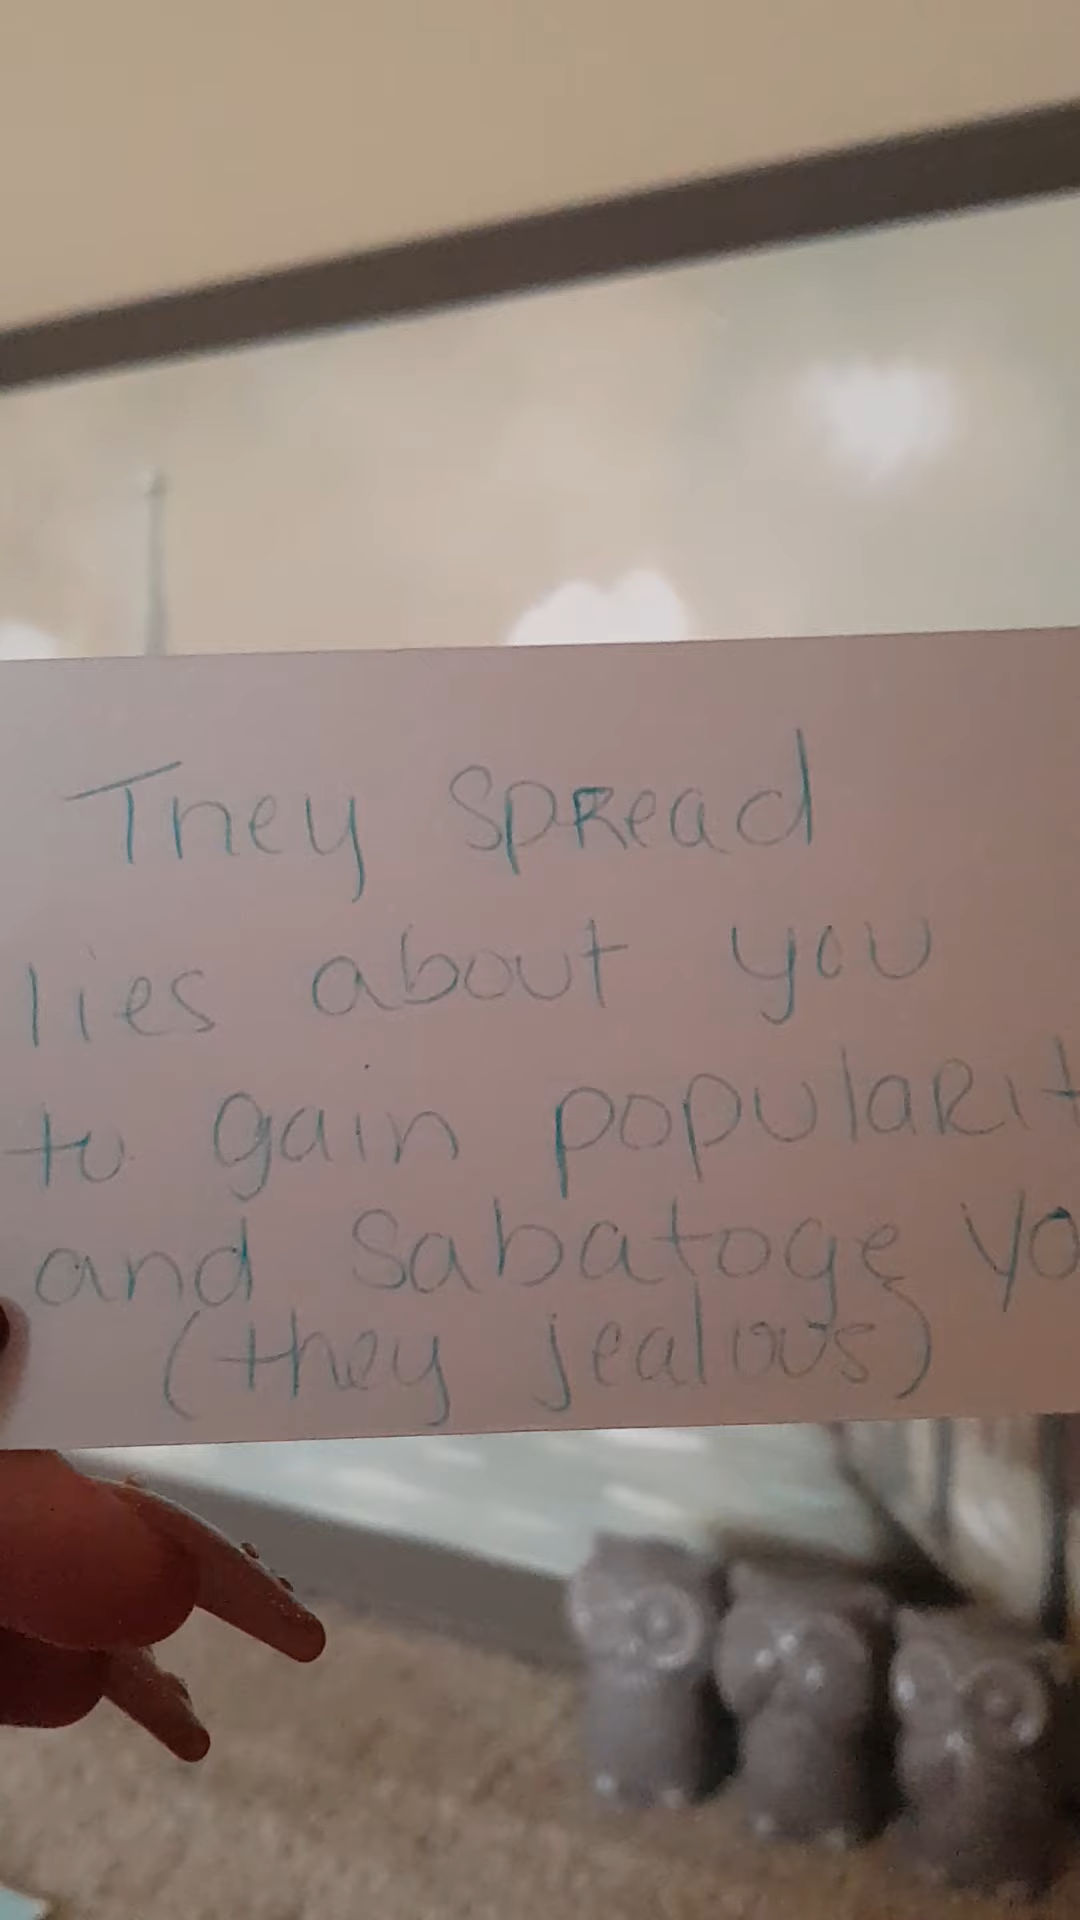 They spread
lies about you
to gain popularit
and Sabatoge yo
(they jealous)